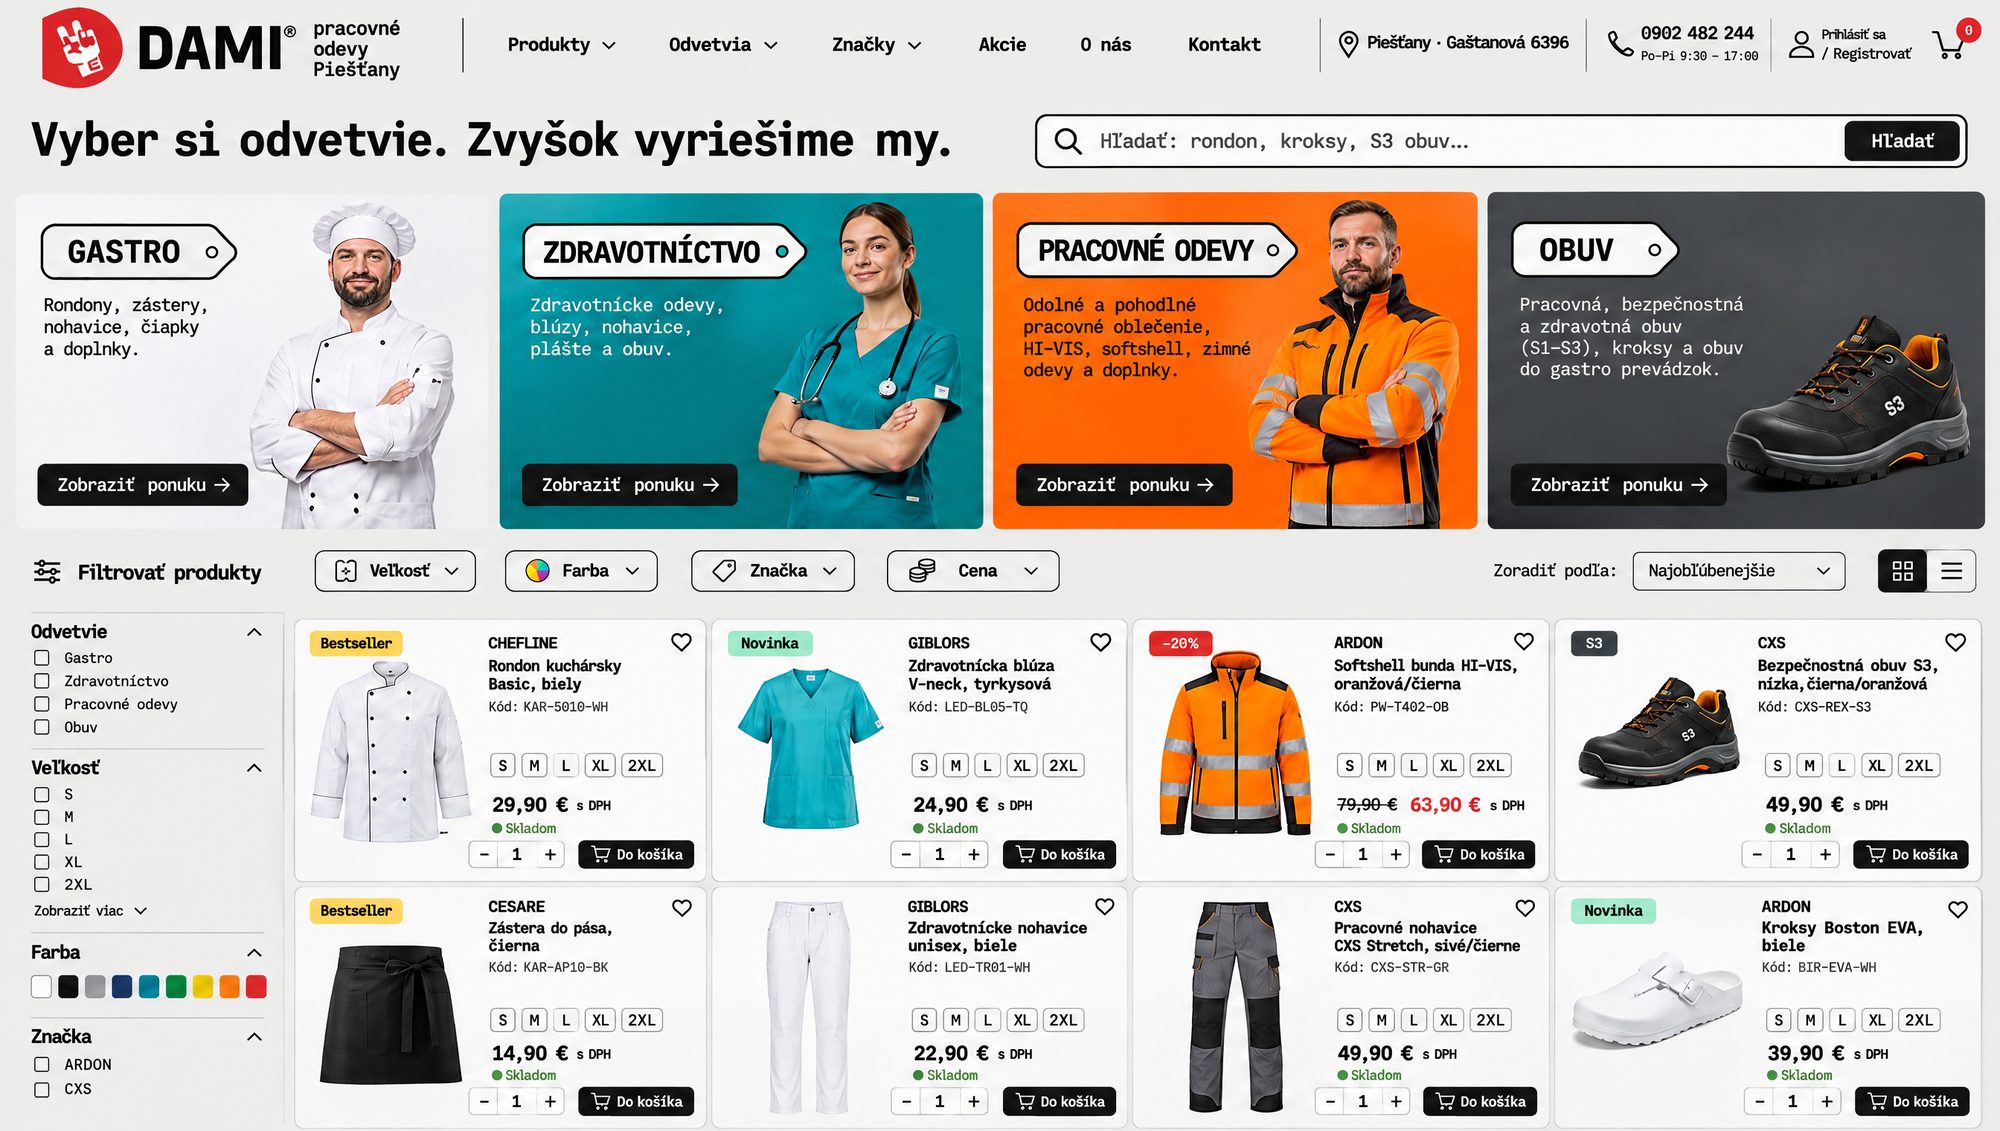 DAMI®
pracovné
odevy
Piešťany
Produkty
Odvetvia
Značky
Akcie
O nás
Kontakt
Piešťany · Gaštanová 6396
0902 482 244
Po-Pi 9:30 – 17:00
Prihlásiť sa
/ Registrovať
0
Vyber si odvetvie. Zvyšok vyriešime my.
Hľadať: rondon, kroksy, S3 obuv...
Hľadať
GASTRO
Rondony, zástery,
nohavice, čiapky
a doplnky.
Zobraziť ponuku →
ZDRAVOTNÍCTVO
Zdravotnícke odevy,
blúzy, nohavice,
plášte a obuv.
Zobraziť ponuku →
PRACOVNÉ ODEVY
Odolné a pohodlné
pracovné oblečenie,
HI-VIS, softshell, zimné
odevy a doplnky.
Zobraziť ponuku →
OBUV
Pracovná, bezpečnostná
a zdravotná obuv
(S1–S3), kroksy a obuv
do gastro prevádzok.
S3
Zobraziť ponuku →
Filtrovať produkty
Veľkosť
Farba
Značka
Cena
Zoradiť podľa:
Najobľúbenejšie
Odvetvie
Gastro
Zdravotníctvo
Pracovné odevy
Obuv
Veľkosť
S
M
L
XL
2XL
Zobraziť viac
Farba
Značka
ARDON
CXS
Bestseller
CHEFLINE
Rondon kuchársky
Basic, biely
Kód: KAR-5010-WH
S M L XL 2XL
29,90 € s DPH
Skladom
− 1 +
Do košíka
Novinka
GIBLORS
Zdravotnícka blúza
V-neck, tyrkysová
Kód: LED-BL05-TQ
S M L XL 2XL
24,90 € s DPH
Skladom
− 1 +
Do košíka
-20%
ARDON
Softshell bunda HI-VIS,
oranžová/čierna
Kód: PW-T402-OB
S M L XL 2XL
79,90 € 63,90 € s DPH
Skladom
− 1 +
Do košíka
S3
CXS
Bezpečnostná obuv S3,
nízka, čierna/oranžová
Kód: CXS-REX-S3
S3
S M L XL 2XL
49,90 € s DPH
Skladom
− 1 +
Do košíka
Bestseller
CESARE
Zástera do pása,
čierna
Kód: KAR-AP10-BK
S M L XL 2XL
14,90 € s DPH
Skladom
− 1 +
Do košíka
GIBLORS
Zdravotnícke nohavice
unisex, biele
Kód: LED-TR01-WH
S M L XL 2XL
22,90 € s DPH
Skladom
− 1 +
Do košíka
CXS
Pracovné nohavice
CXS Stretch, sivé/čierne
Kód: CXS-STR-GR
S M L XL 2XL
49,90 € s DPH
Skladom
− 1 +
Do košíka
Novinka
ARDON
Kroksy Boston EVA,
biele
Kód: BIR-EVA-WH
S M L XL 2XL
39,90 € s DPH
Skladom
− 1 +
Do košíka